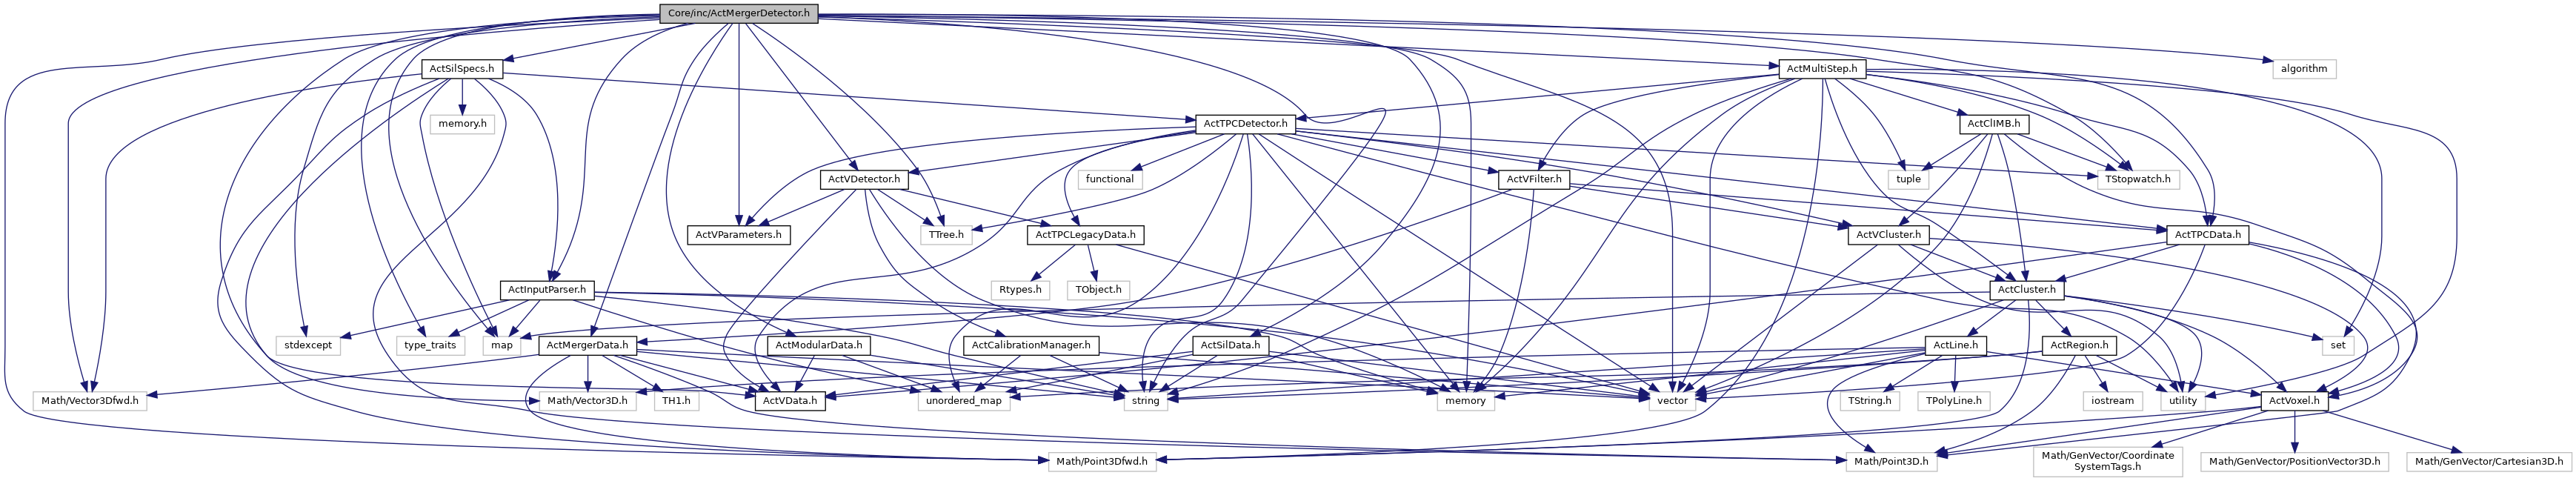 Core/inc/ActMergerDetector.h
ActSilSpecs.h
ActMultiStep.h
algorithm
memory.h
ActTPCDetector.h
ActClIMB.h
ActVDetector.h
functional
ActVFilter.h
tuple
TStopwatch.h
ActVParameters.h
TTree.h
ActTPCLegacyData.h
ActVCluster.h
ActTPCData.h
ActInputParser.h
Rtypes.h
TObject.h
ActCluster.h
stdexcept
type_traits
map
ActMergerData.h
ActModularData.h
ActCalibrationManager.h
ActSilData.h
ActLine.h
ActRegion.h
set
Math/Vector3Dfwd.h
Math/Vector3D.h
TH1.h
ActVData.h
unordered_map
string
memory
vector
TString.h
TPolyLine.h
iostream
utility
ActVoxel.h
Math/Point3Dfwd.h
Math/Point3D.h
Math/GenVector/Coordinate
SystemTags.h
Math/GenVector/PositionVector3D.h
Math/GenVector/Cartesian3D.h